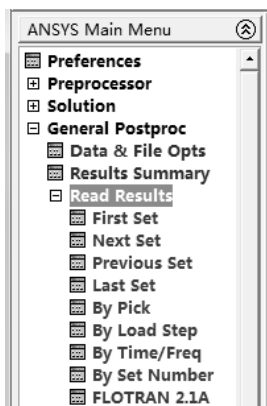 ANSYS Main Menu
Preferences
Preprocessor
Solution
General Postproc
Data & File Opts
Results Summary
Read Results
First Set
Next Set
Previous Set
Last Set
By Pick
By Load Step
By Time/Freq
By Set Number
FLOTRAN 2.1A